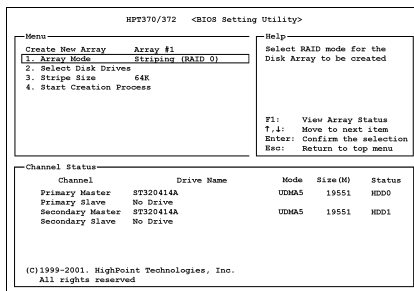 HPT370/372 <BIOS Setting Utility>
Menu
Create New Array Array #1
1. Array Mode Striping (RAID 0)
2. Select Disk Drives
3. Stripe Size 64K
4. Start Creation Process
Help
Select RAID mode for the
Disk Array to be created
F1: View Array Status
↑,↓: Move to next item
Enter: Confirm the selection
Esc: Return to top menu
Channel Status
Channel Drive Name Mode Size(M) Status
Primary Master ST320414A UDMA5 19551 HDD0
Primary Slave No Drive
Secondary Master ST320414A UDMA5 19551 HDD1
Secondary Slave No Drive
(C)1999-2001. HighPoint Technologies, Inc.
All rights reserved